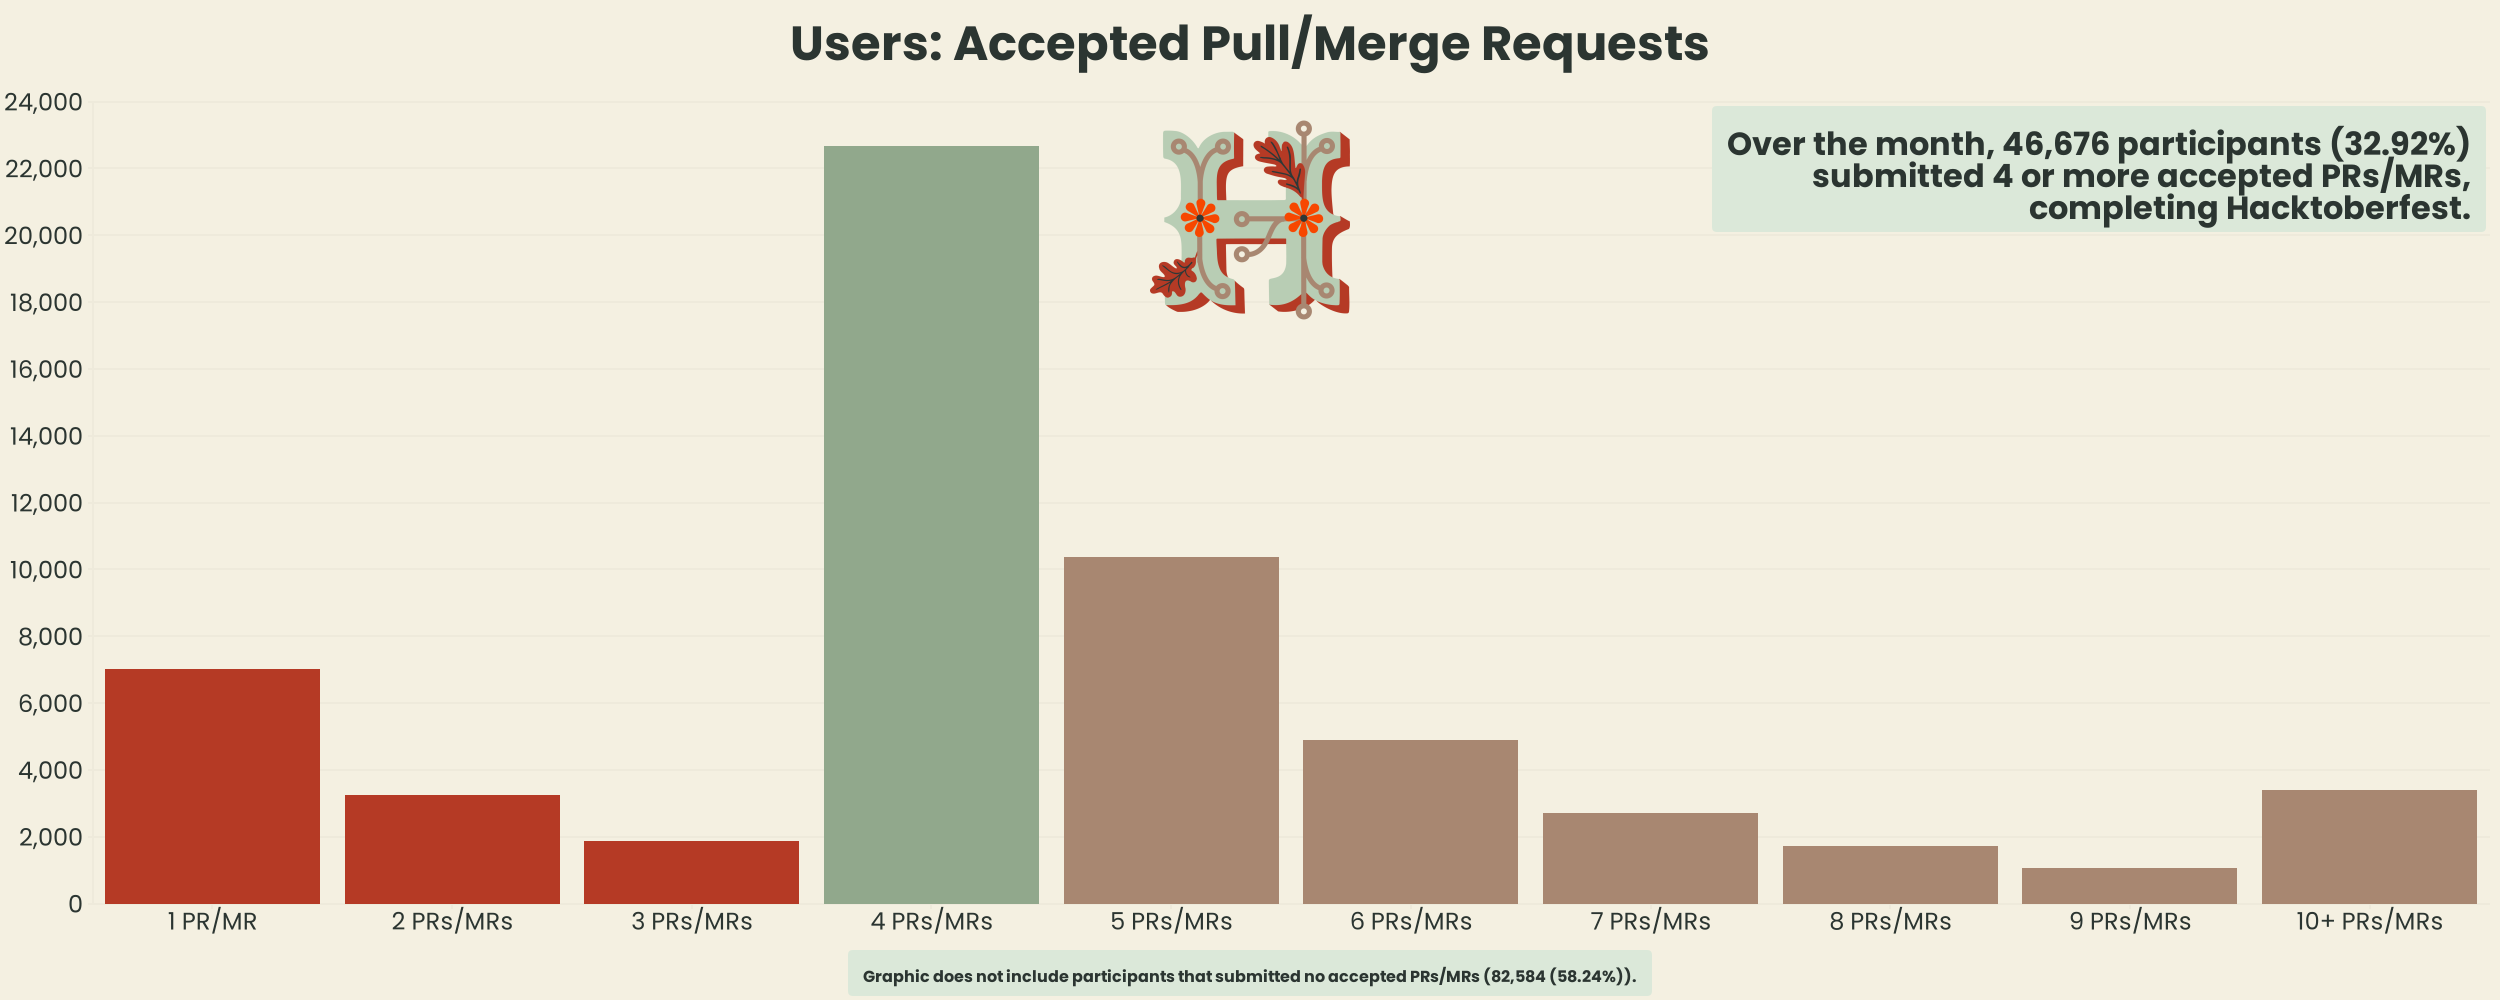 Users: Accepted Pull/Merge Requests
Over the month, 46,676 participants (32.92%)
submitted 4 or more accepted PRs/MRs,
completing Hacktoberfest.
24,000
22,000
20,000
18,000
16,000
14,000
12,000
10,000
8,000
6,000
4,000
2,000
0
1 PR/MR
2 PRs/MRs
3 PRs/MRs
4 PRs/MRs
5 PRs/MRs
6 PRs/MRs
7 PRs/MRs
8 PRs/MRs
9 PRs/MRs
10+ PRs/MRs
Graphic does not include participants that submitted no accepted PRs/MRs (82,584 (58.24%)).